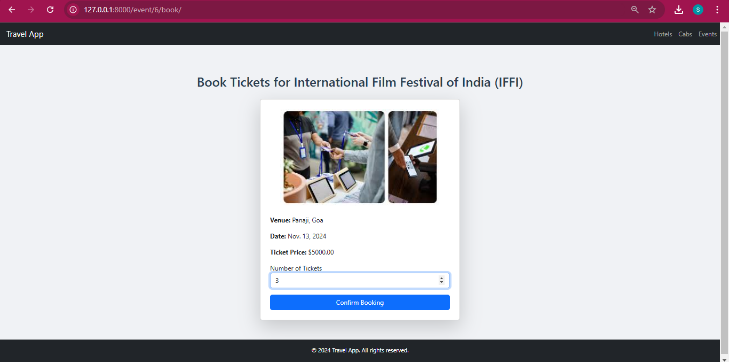 127.0.0.1:8000/event/6/book/
S
Travel App
Hotels Cabs Events
Book Tickets for International Film Festival of India (IFFI)
Venue: Panaji, Goa
Date: Nov. 13, 2024
Ticket Price: $5000.00
Number of Tickets
3
Confirm Booking
© 2024 Travel App. All rights reserved.